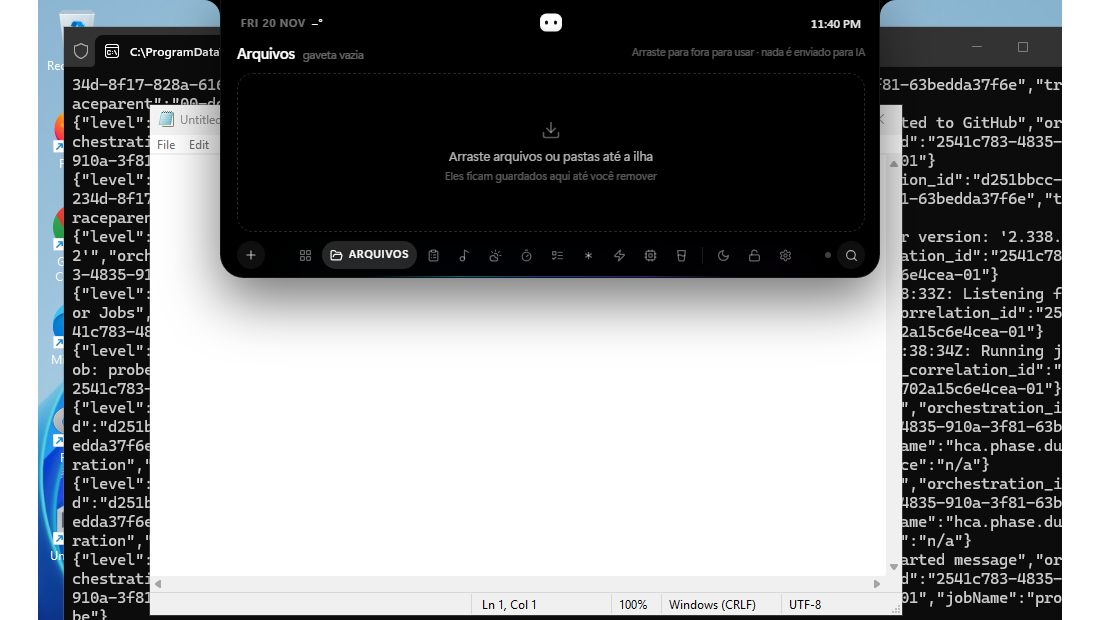 FRI 20 NOV –°
11:40 PM
Arquivos gaveta vazia
Arraste para fora para usar · nada é enviado para IA
Arraste arquivos ou pastas até a ilha
Eles ficam guardados aqui até você remover
ARQUIVOS
C:\ProgramData
Untitled
File Edit
34d-8f17-828a-616
f81-63bedda37f6e","tr
aceparent":"00-d
{"level":
ted to GitHub","or
chestrati
d":"2541c783-4835-
910a-3f81
01"}
{"level":
ion_id":"d251bbcc-
234d-8f17
37f6e","t
raceparen
{"level":
r version: '2.338.
2'","orch
ation_id":"2541c78
3-4835-91
6e4cea-01"}
{"level":
8:33Z: Listening f
or Jobs",
orrelation_id":"25
41c783-48
2a15c6e4cea-01"}
{"level":
:38:34Z: Running j
ob: probe
_correlation_id":"
2541c783-
702a15c6e4cea-01"}
{"level":
","orchestration_i
d":"d251b
4835-910a-3f81-63b
edda37f6e
ame":"hca.phase.du
ration","
ce":"n/a"}
{"level":
","orchestration_i
d":"d251b
4835-910a-3f81-63b
edda37f6e
ame":"hca.phase.du
ration","
":"n/a"}
{"level":
arted message","or
chestrati
d":"2541c783-4835-
910a-3f81
01","jobName":"pro
be"}
Ln 1, Col 1
100%
Windows (CRLF)
UTF-8